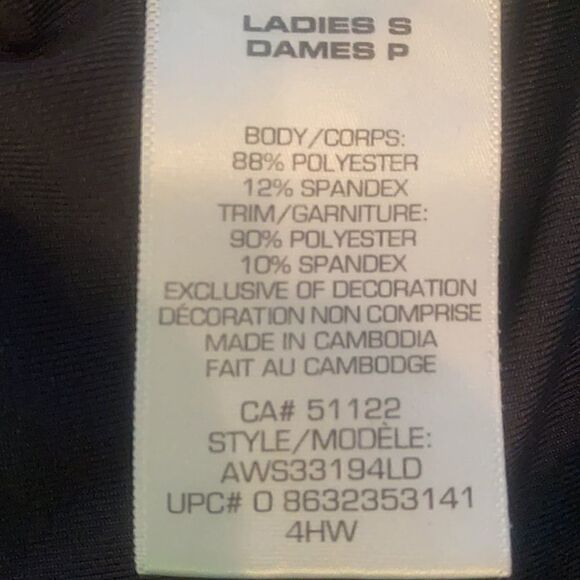 LADIES S
DAMES P
BODY/CORPS:
88% POLYESTER
12% SPANDEX
TRIM/GARNITURE:
90% POLYESTER
10% SPANDEX
EXCLUSIVE OF DECORATION
DÉCORATION NON COMPRISE
MADE IN CAMBODIA
FAIT AU CAMBODGE
CA# 51122
STYLE/MODÈLE:
AWS33194LD
UPC# 0 8632353141
4HW